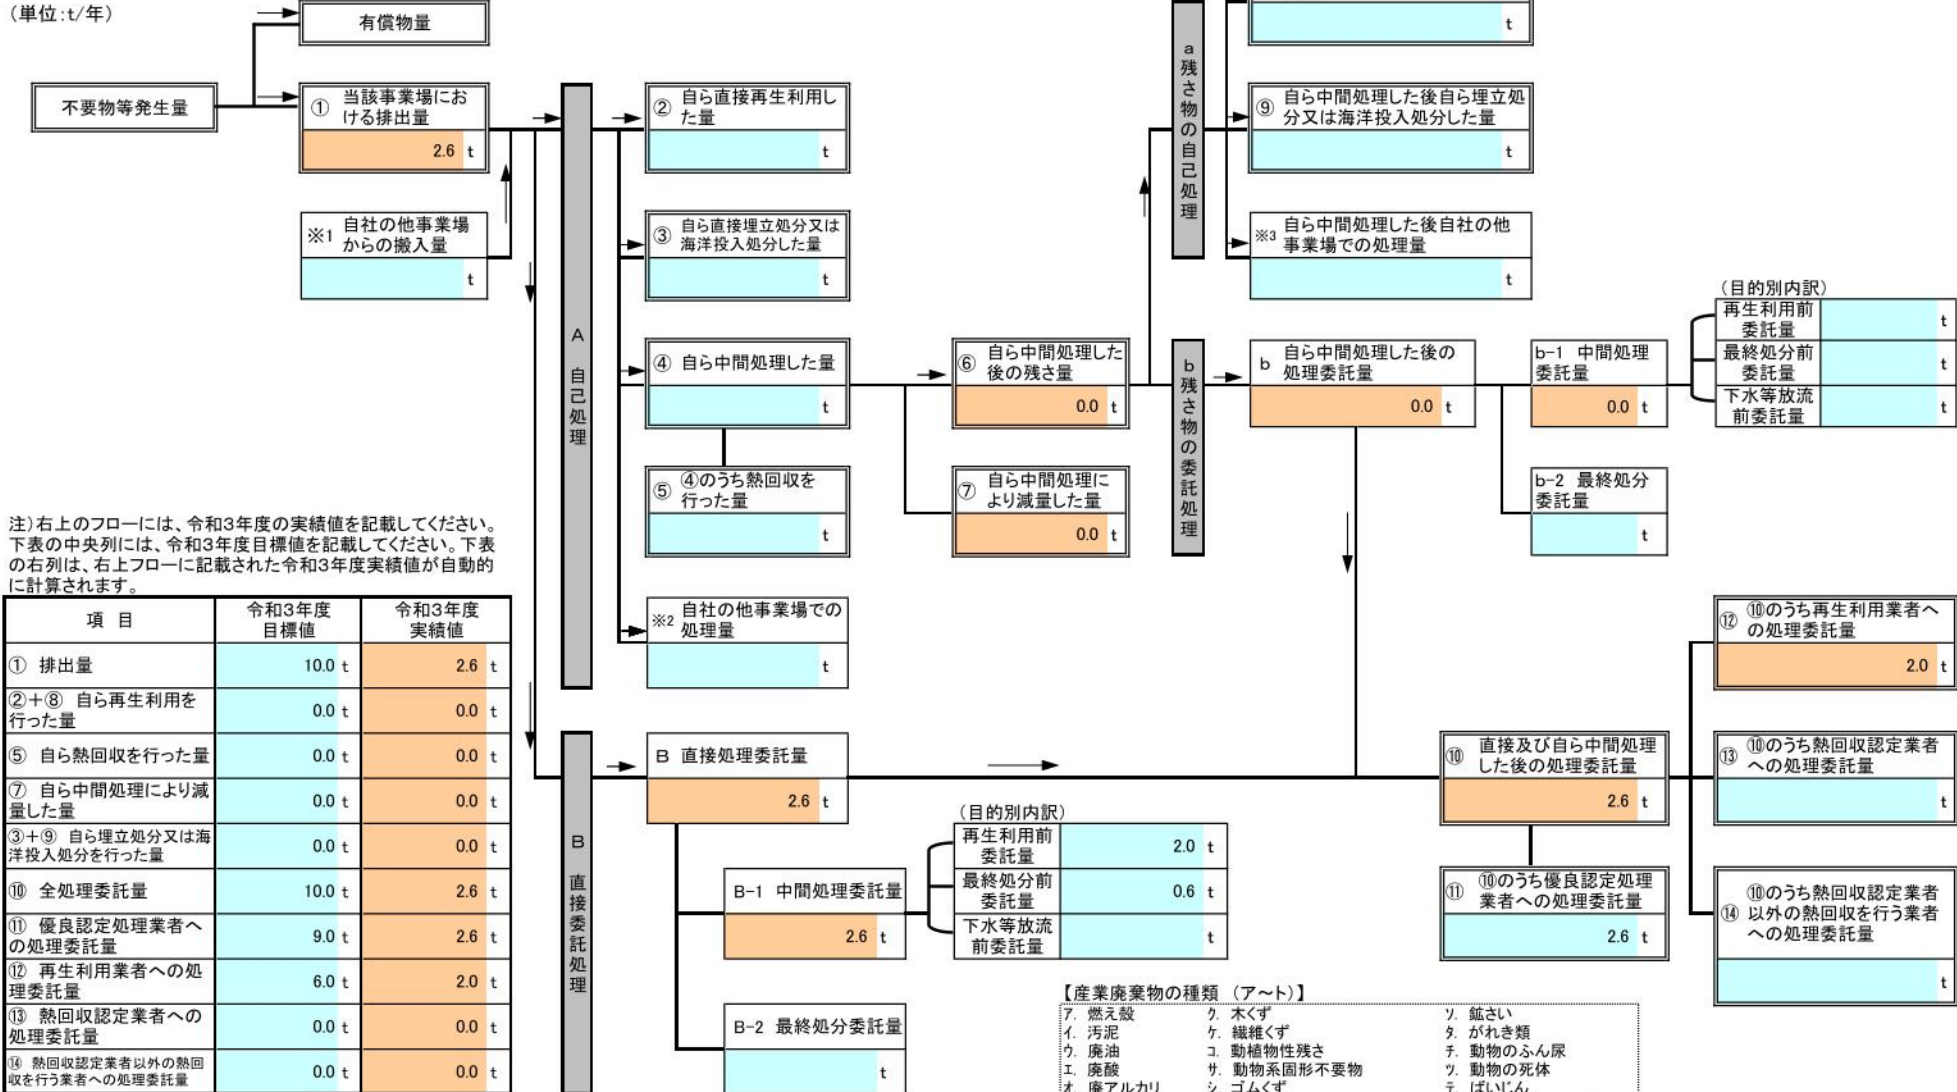 (単位:t/年)
有償物量
不要物等発生量
① 当該事業場にお
ける排出量
2.6 t
※1 自社の他事業場
からの搬入量
t
A 自己処理
② 自ら直接再生利用し
た量
t
③ 自ら直接埋立処分又は
海洋投入処分した量
t
④ 自ら中間処理した量
t
⑤ ④のうち熱回収を
行った量
t
※2 自社の他事業場での
処理量
t
⑥ 自ら中間処理した
後の残さ量
0.0 t
⑦ 自ら中間処理に
より減量した量
0.0 t
a 残さ物の自己処理
t
⑨ 自ら中間処理した後自ら埋立処
分又は海洋投入処分した量
t
※3 自ら中間処理した後自社の他
事業場での処理量
t
b 残さ物の委託処理
b 自ら中間処理した後の
処理委託量
0.0 t
b-1 中間処理
委託量
0.0 t
(目的別内訳)
再生利用前
委託量
t
最終処分前
委託量
t
下水等放流
前委託量
t
b-2 最終処分
委託量
t
注)右上のフローには、令和3年度の実績値を記載してください。
下表の中央列には、令和3年度目標値を記載してください。下表
の右列は、右上フローに記載された令和3年度実績値が自動的
に計算されます。
項 目
令和3年度
目標値
令和3年度
実績値
① 排出量 10.0 t 2.6 t
②+⑧ 自ら再生利用を
行った量 0.0 t 0.0 t
⑤ 自ら熱回収を行った量 0.0 t 0.0 t
⑦ 自ら中間処理により減
量した量 0.0 t 0.0 t
③+⑨ 自ら埋立処分又は海
洋投入処分を行った量 0.0 t 0.0 t
⑩ 全処理委託量 10.0 t 2.6 t
⑪ 優良認定処理業者へ
の処理委託量 9.0 t 2.6 t
⑫ 再生利用業者への処
理委託量 6.0 t 2.0 t
⑬ 熱回収認定業者への
処理委託量 0.0 t 0.0 t
⑭ 熱回収認定業者以外の熱回
収を行う業者への処理委託量 0.0 t 0.0 t
B 直接委託処理
B 直接処理委託量
2.6 t
B-1 中間処理委託量
2.6 t
(目的別内訳)
再生利用前
委託量
2.0 t
最終処分前
委託量
0.6 t
下水等放流
前委託量
t
B-2 最終処分委託量
t
⑩ 直接及び自ら中間処理
した後の処理委託量
2.6 t
⑪ ⑩のうち優良認定処理
業者への処理委託量
2.6 t
⑫ ⑩のうち再生利用業者へ
の処理委託量
2.0 t
⑬ ⑩のうち熱回収認定業者
への処理委託量
t
⑭ ⑩のうち熱回収認定業者
以外の熱回収を行う業者
への処理委託量
t
【産業廃棄物の種類 (ア~ト)】
ア. 燃え殻 ク. 木くず ソ. 鉱さい
イ. 汚泥 ケ. 繊維くず タ. がれき類
ウ. 廃油 コ. 動植物性残さ チ. 動物のふん尿
エ. 廃酸 サ. 動物系固形不要物 ツ. 動物の死体
オ. 廃アルカリ シ. ゴムくず テ. ばいじん